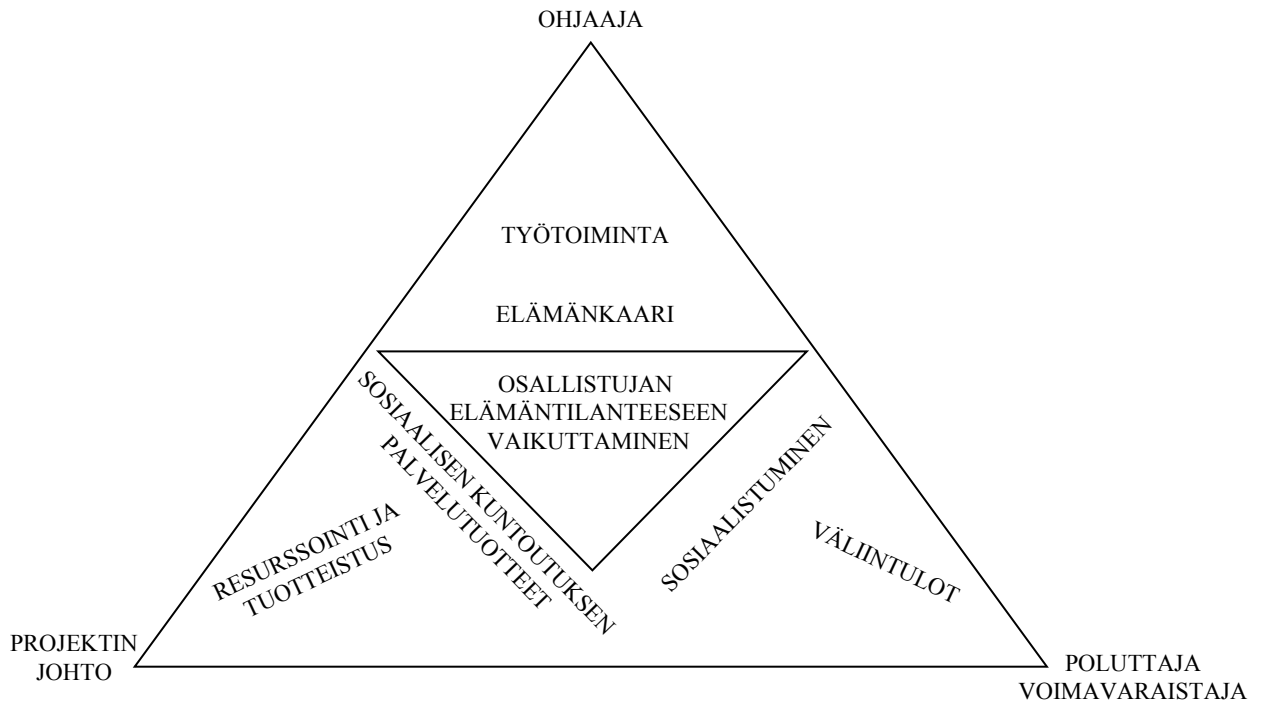 OHJAAJA
TYÖTOIMINTA
ELÄMÄNKAARI
OSALLISTUJAN
ELÄMÄNTILANTEESEEN
VAIKUTTAMINEN
SOSIAALISEN KUNTOUTUKSEN
PALVELUTUOTTEET
SOSIAALISTUMINEN
RESURSSOINTI JA
TUOTTEISTUS
VÄLIINTULOT
PROJEKTIN
JOHTO
POLUTTAJA
VOIMAVARAISTAJA